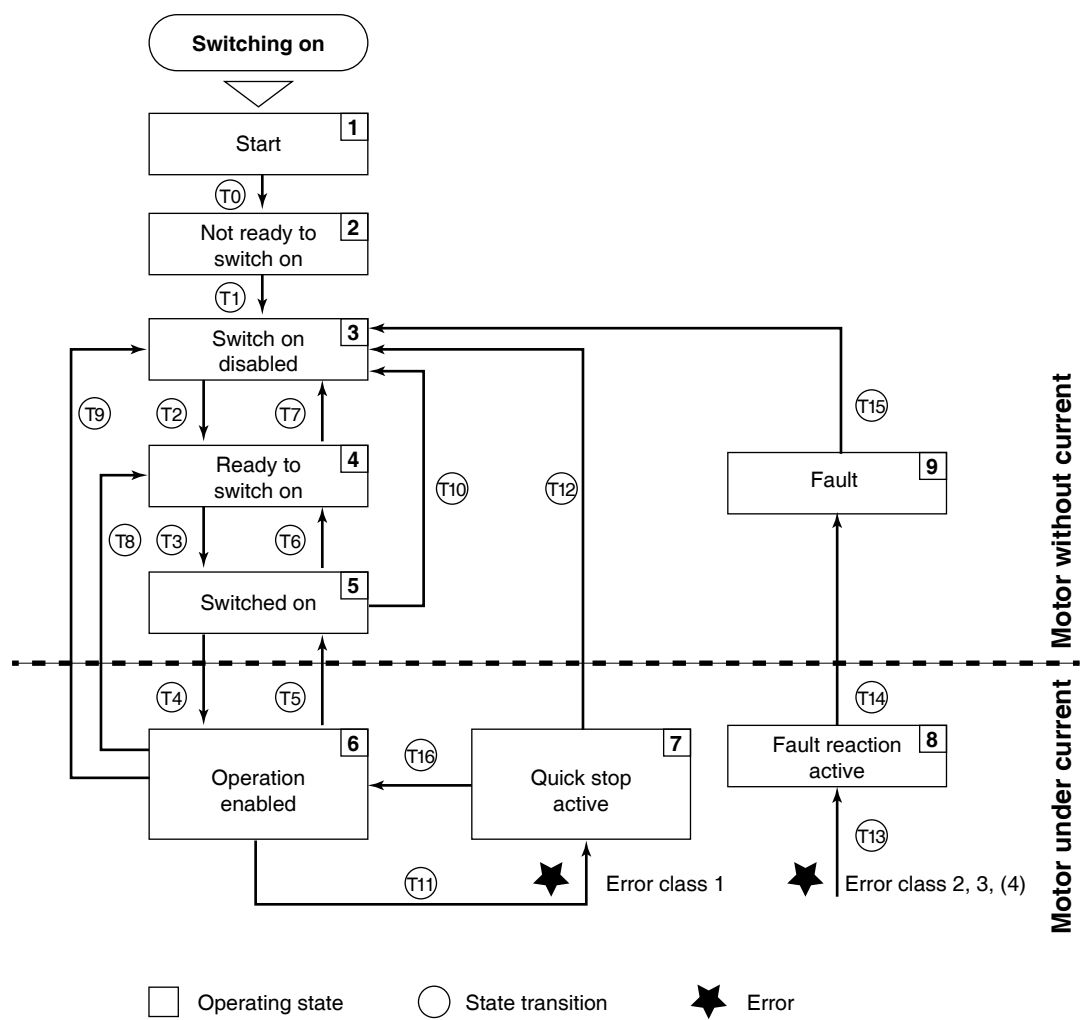 Switching on
1
Start
T0
2
Not ready to
switch on
T1
3
Switch on
disabled
T9
T2
T7
T15
4
Ready to
switch on
9
Fault
T10
T12
T8
T3
T6
5
Switched on
Motor without current
T4
T5
T14
6
Operation
enabled
T16
7
Quick stop
active
8
Fault reaction
active
T13
T11
Error class 1
Error class 2, 3, (4)
Motor under current
Operating state
State transition
Error